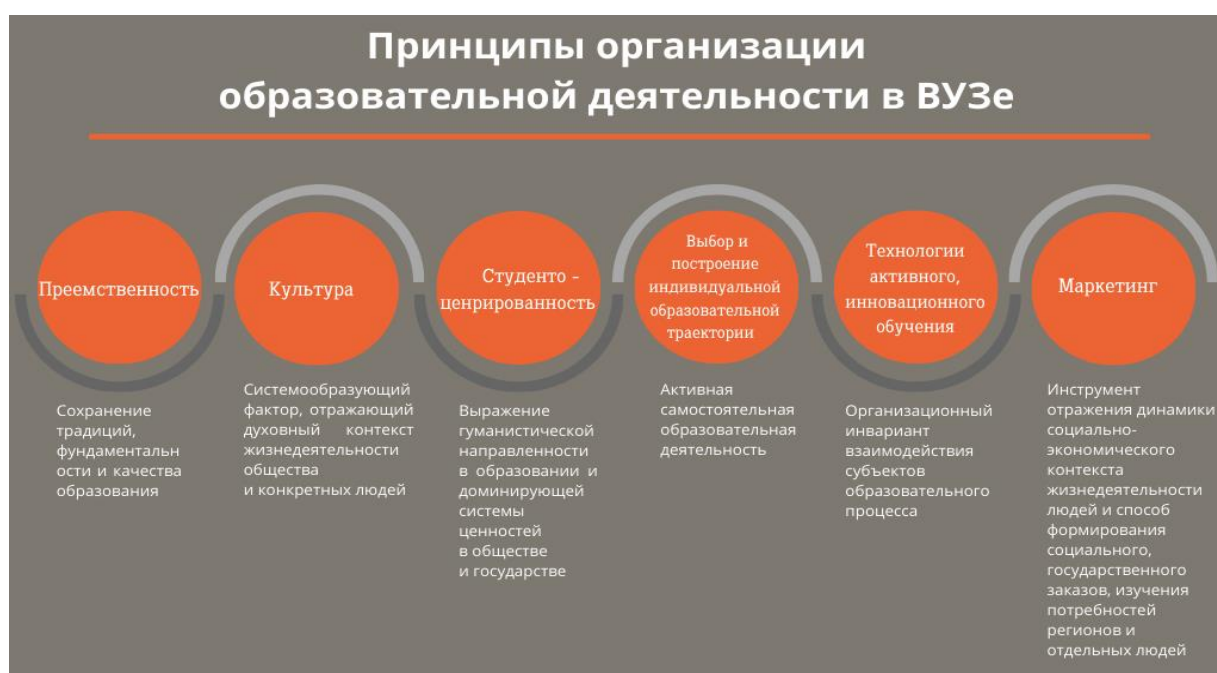 Принципы организации
образовательной деятельности в ВУЗе
Преемственность
Сохранение
традиций,
фундаментальн
ости и качества
образования
Культура
Системообразующий
фактор, отражающий
духовный контекст
жизнедеятельности
общества
и конкретных людей
Студенто -
ценрированность
Выражение
гуманистической
направленности
в образовании и
доминирующей
системы
ценностей
в обществе
и государстве
Выбор и
построение
индивидуальной
образовательной
траектории
Активная
самостоятельная
образовательная
деятельность
Технологии
активного,
инновационного
обучения
Организационный
инвариант
взаимодействия
субъектов
образовательного
процесса
Маркетинг
Инструмент
отражения динамики
социально-
экономического
контекста
жизнедеятельности
людей и способ
формирования
социального,
государственного
заказов, изучения
потребностей
регионов и
отдельных людей